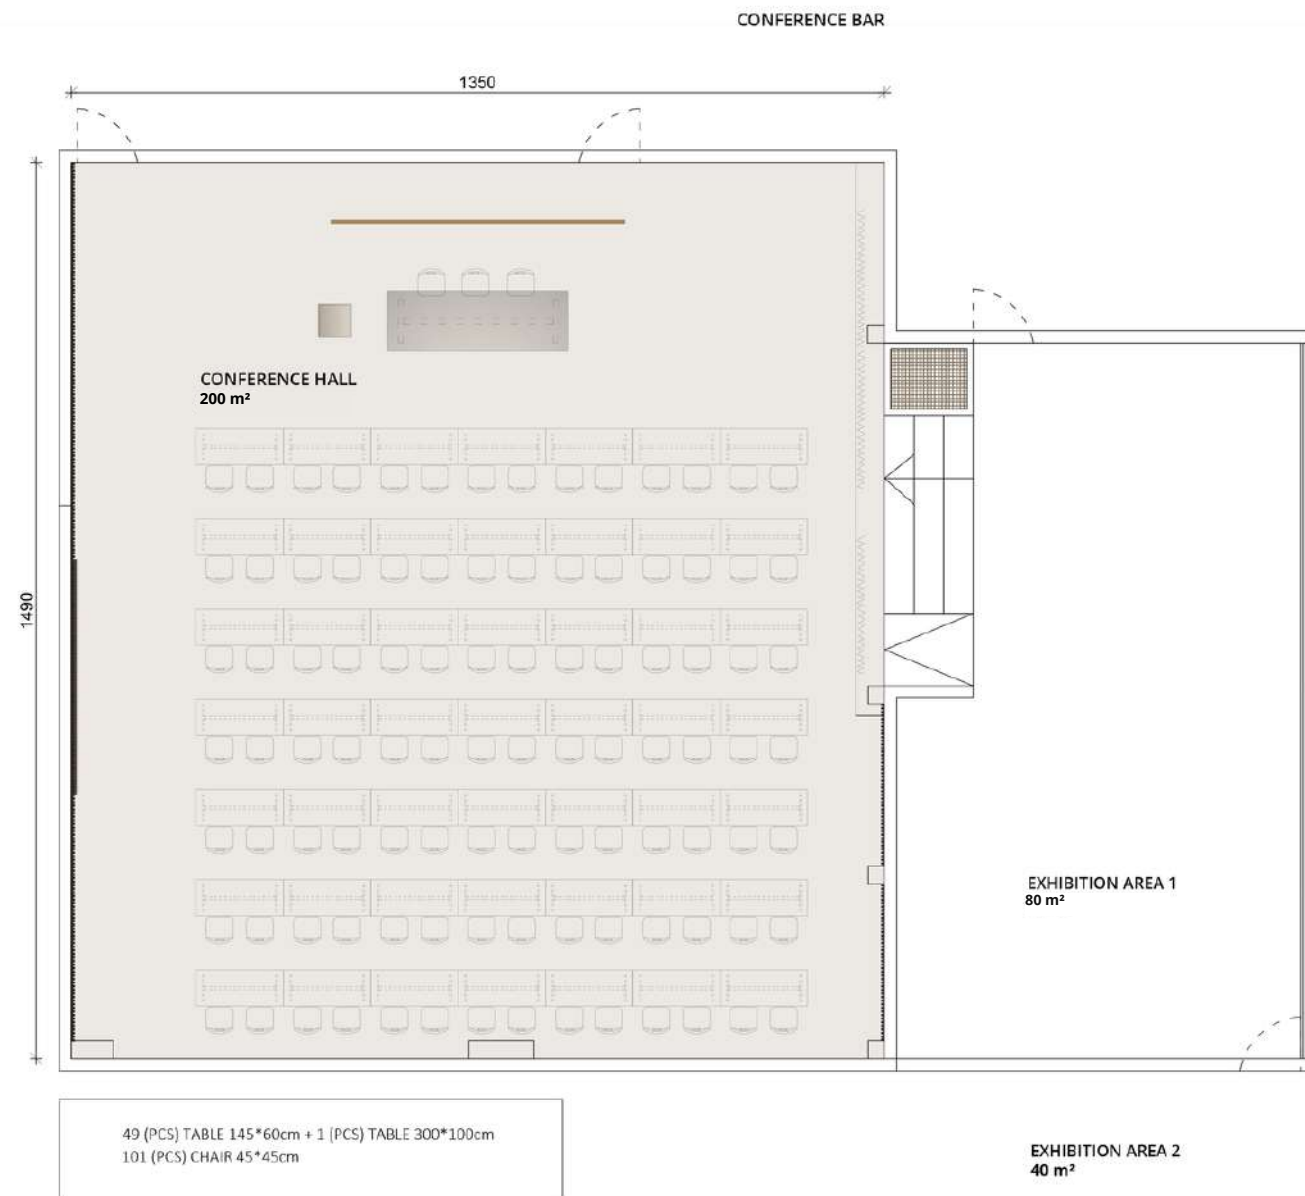 CONFERENCE BAR
1350
CONFERENCE HALL
200 m²
1490
EXHIBITION AREA 1
80 m²
49 (PCS) TABLE 145*60cm + 1 (PCS) TABLE 300*100cm
101 (PCS) CHAIR 45*45cm
EXHIBITION AREA 2
40 m²